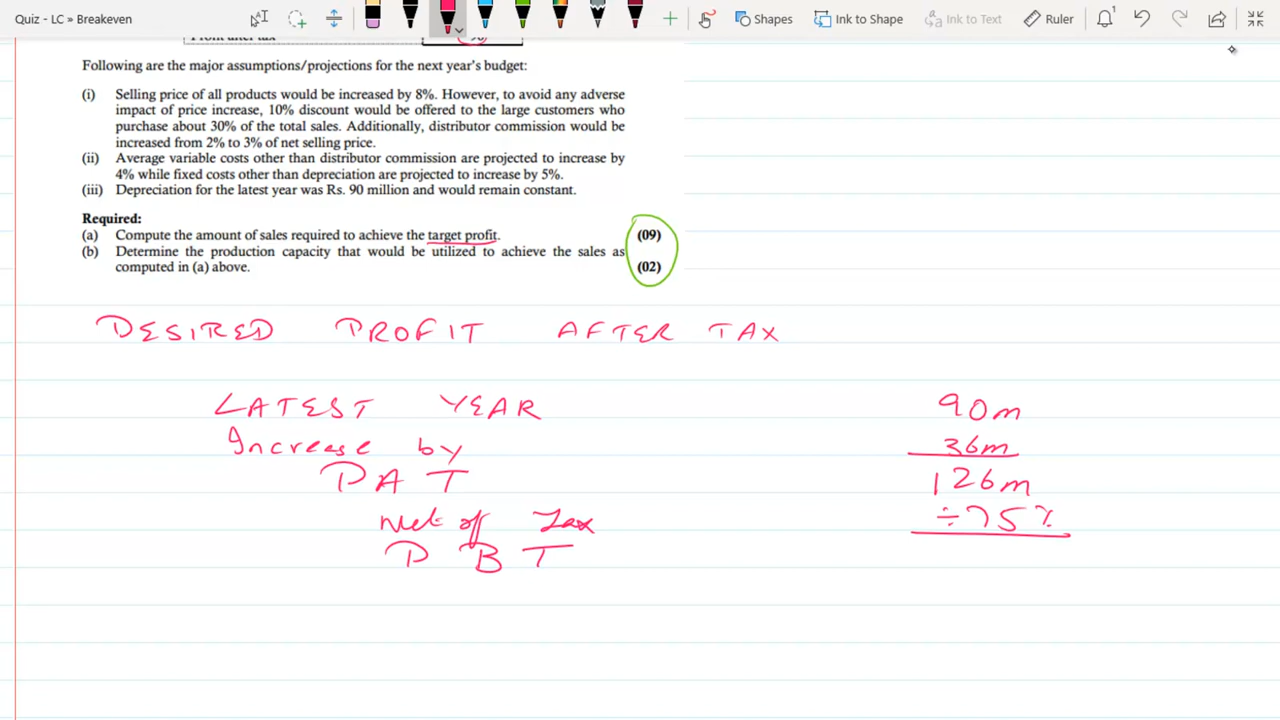 Quiz - LC » Breakeven
Shapes
Ink to Shape
Ink to Text
Ruler
Profit after tax
Following are the major assumptions/projections for the next year's budget:
(i) Selling price of all products would be increased by 8%. However, to avoid any adverse
impact of price increase, 10% discount would be offered to the large customers who
purchase about 30% of the total sales. Additionally, distributor commission would be
increased from 2% to 3% of net selling price.
(ii) Average variable costs other than distributor commission are projected to increase by
4% while fixed costs other than depreciation are projected to increase by 5%.
(iii) Depreciation for the latest year was Rs. 90 million and would remain constant.
Required:
(a) Compute the amount of sales required to achieve the target profit. (09)
(b) Determine the production capacity that would be utilized to achieve the sales as
computed in (a) above. (02)
DESIRED PROFIT AFTER TAX
LATEST YEAR 90m
Increase by 36m
PAT 126m
Net of Tax ÷75%
PBT